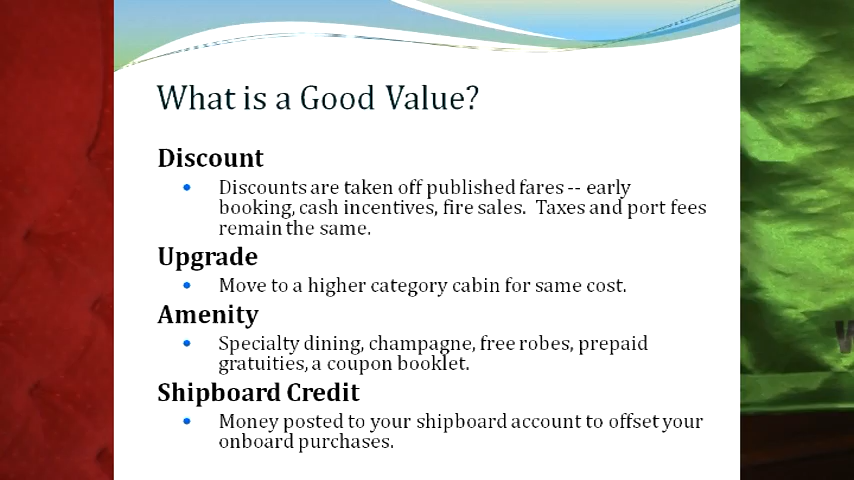 What is a Good Value?
Discount
• Discounts are taken off published fares -- early
booking, cash incentives, fire sales. Taxes and port fees
remain the same.
Upgrade
• Move to a higher category cabin for same cost.
Amenity
• Specialty dining, champagne, free robes, prepaid
gratuities, a coupon booklet.
Shipboard Credit
• Money posted to your shipboard account to offset your
onboard purchases.